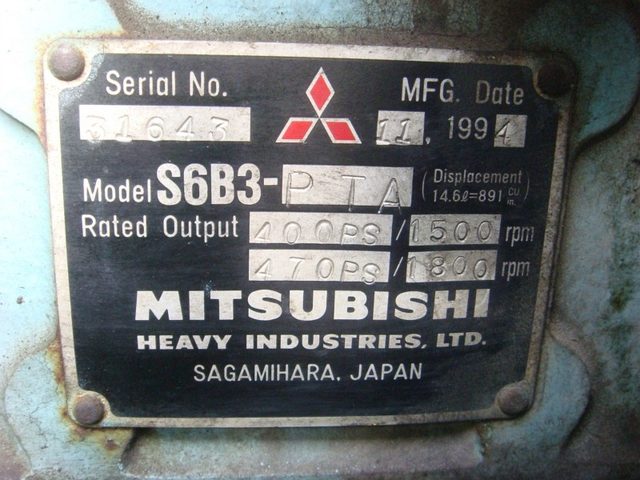 Serial No. MFG. Date
31643 11, 1994
Model S6B3-PTA (Displacement 14.6ℓ=891 cu in.)
Rated Output 400PS/1500 rpm
470PS/1800 rpm
MITSUBISHI
HEAVY INDUSTRIES, LTD.
SAGAMIHARA, JAPAN